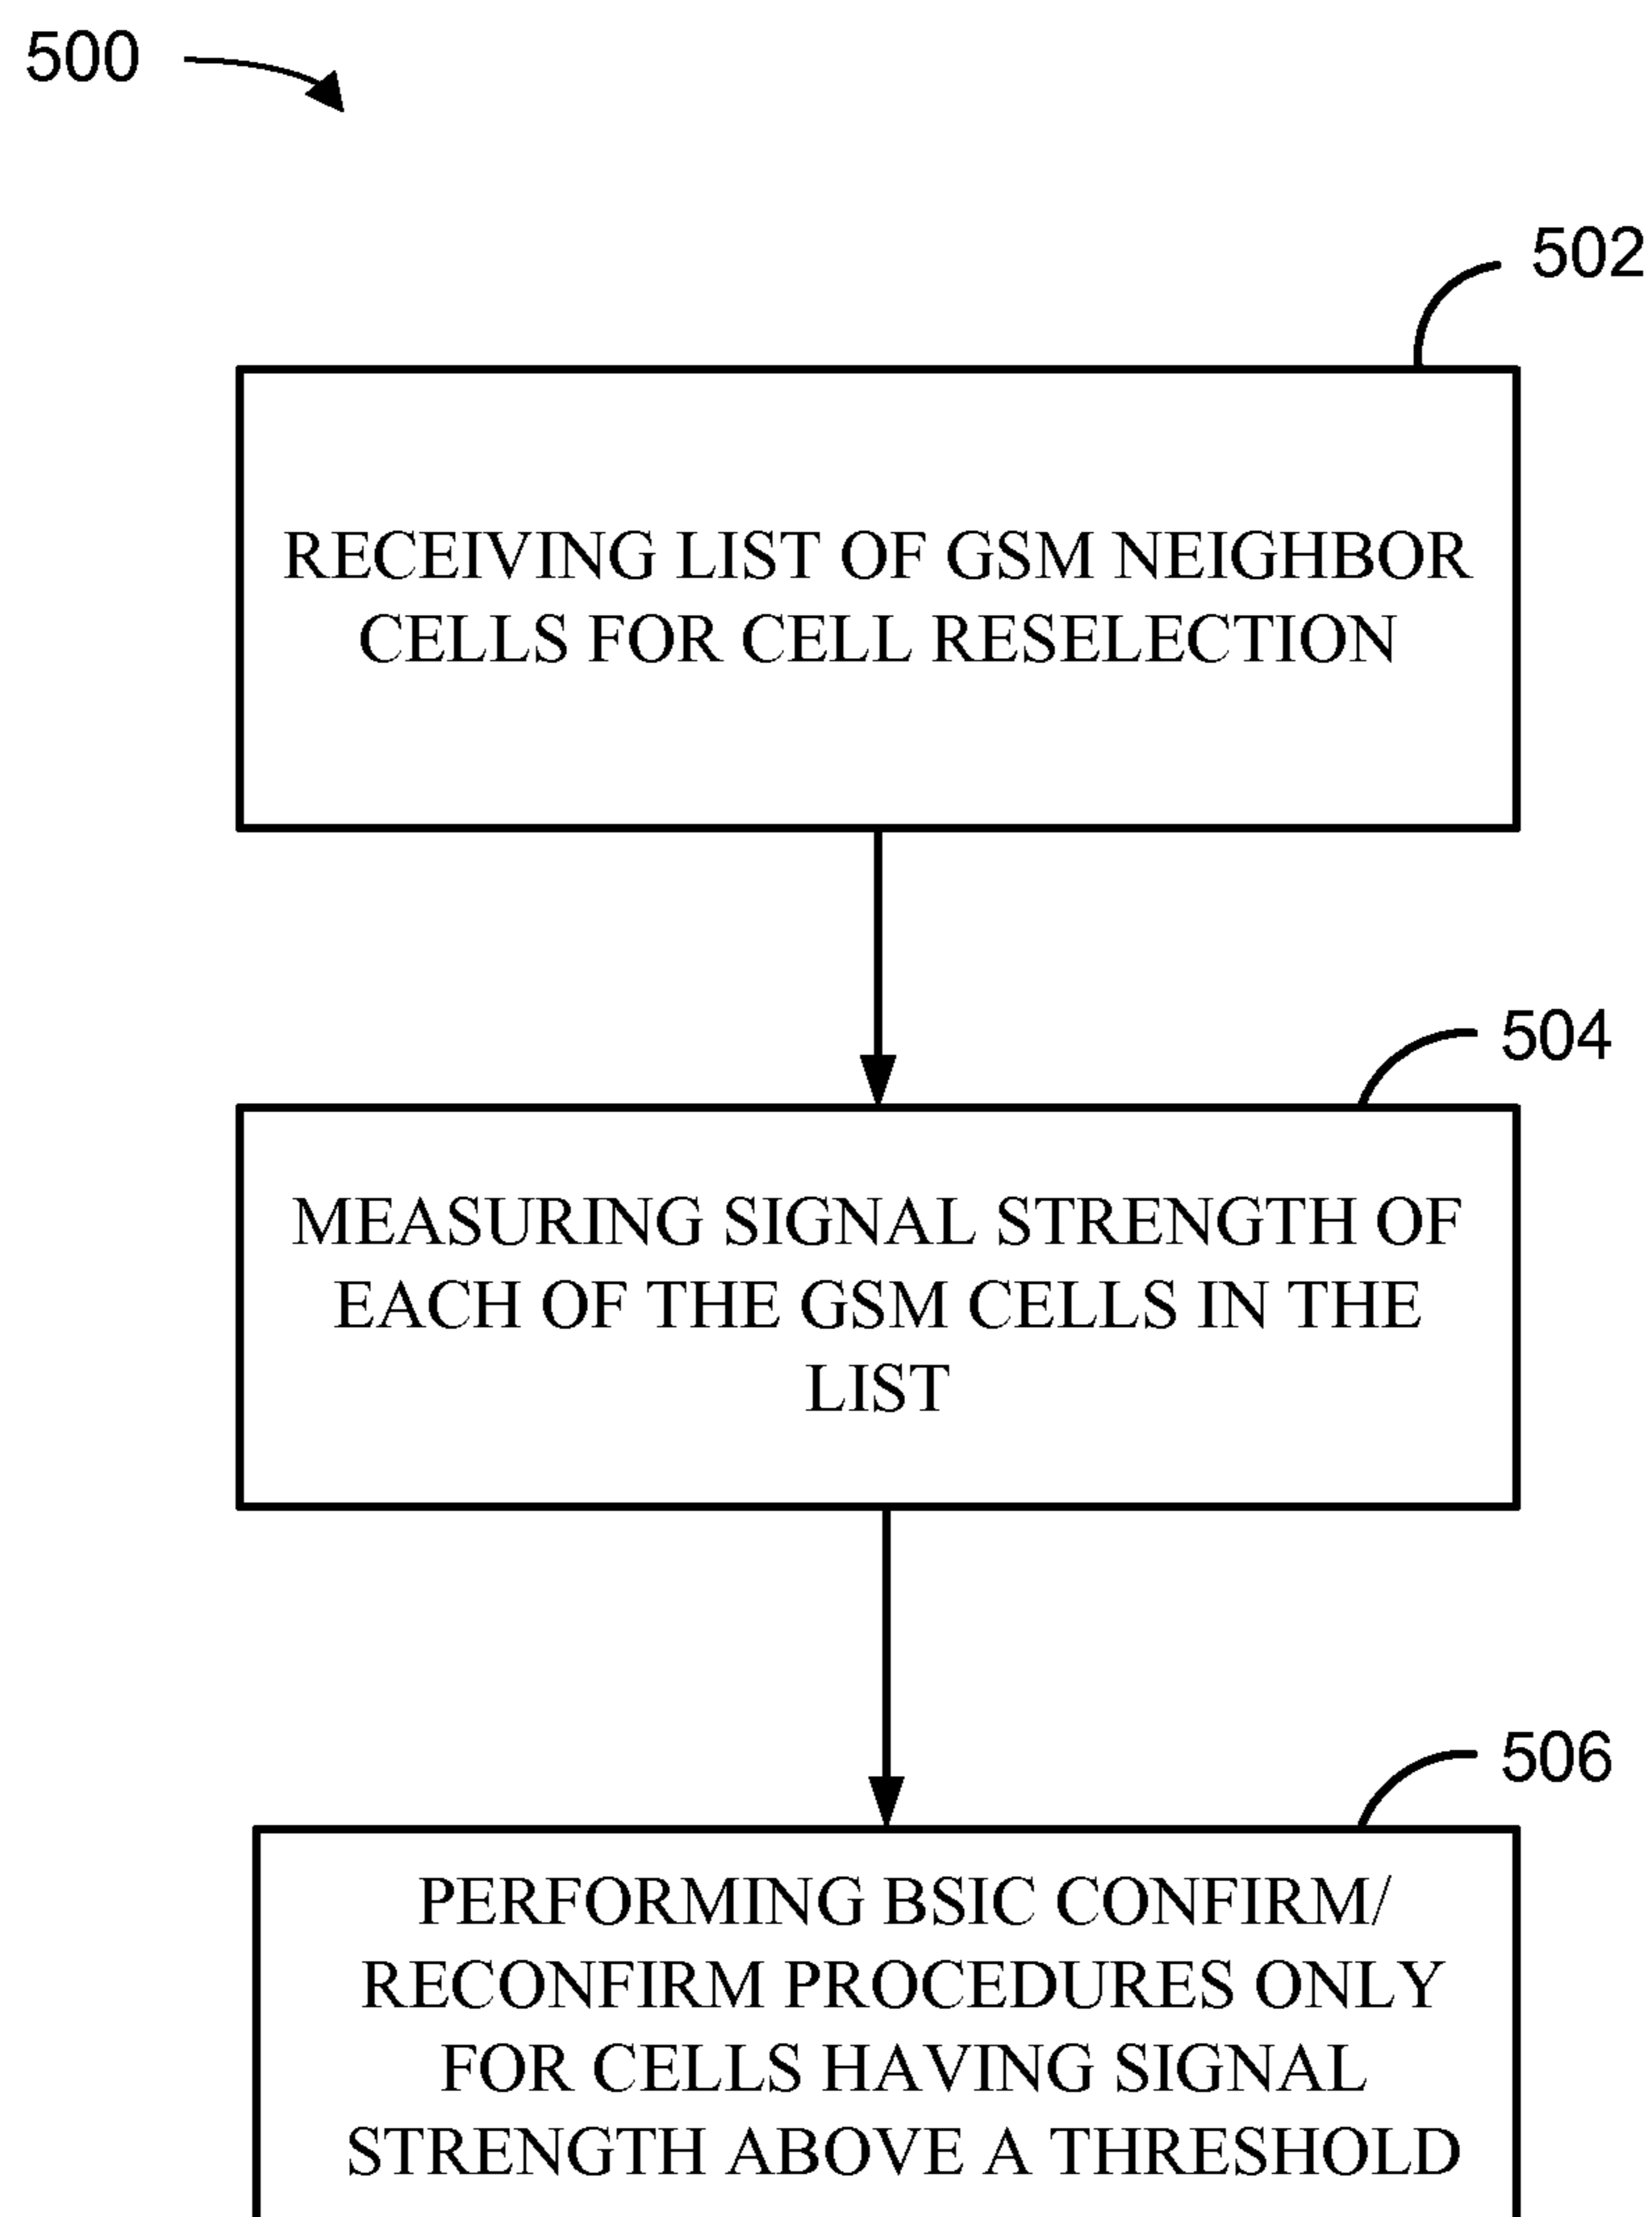 500
502
RECEIVING LIST OF GSM NEIGHBOR
CELLS FOR CELL RESELECTION
504
MEASURING SIGNAL STRENGTH OF
EACH OF THE GSM CELLS IN THE
LIST
506
PERFORMING BSIC CONFIRM/
RECONFIRM PROCEDURES ONLY
FOR CELLS HAVING SIGNAL
STRENGTH ABOVE A THRESHOLD